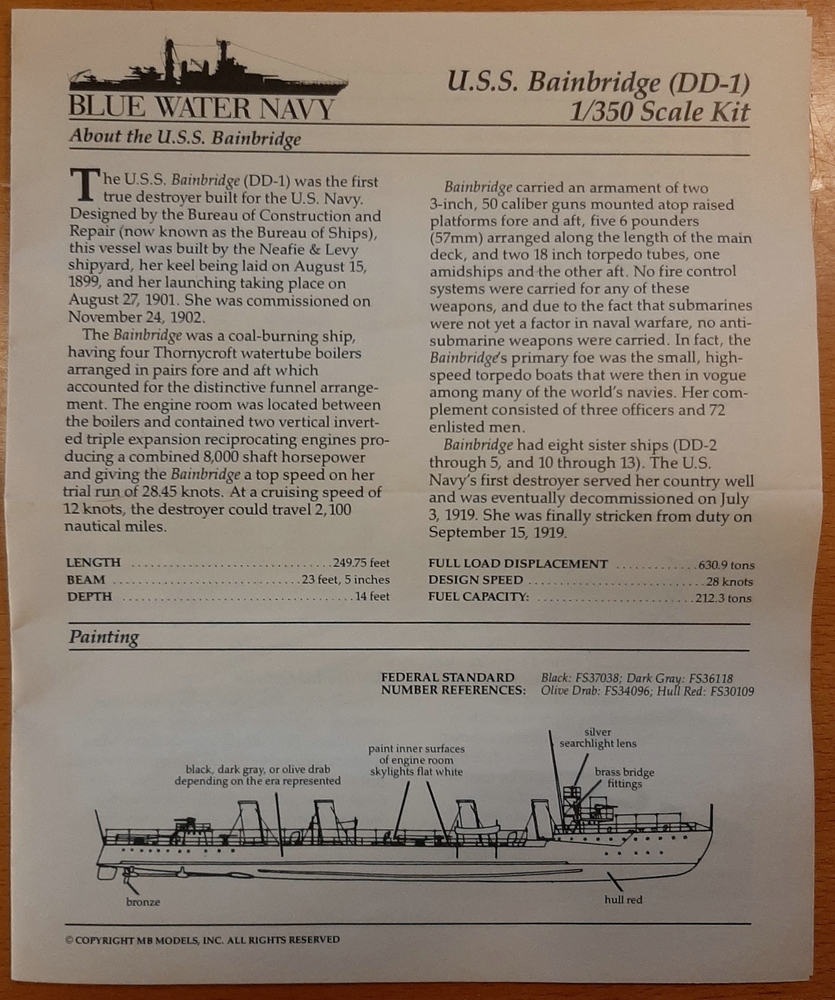 BLUE WATER NAVY
U.S.S. Bainbridge (DD-1)
1/350 Scale Kit
About the U.S.S. Bainbridge
The U.S.S. Bainbridge (DD-1) was the first
true destroyer built for the U.S. Navy.
Designed by the Bureau of Construction and
Repair (now known as the Bureau of Ships),
this vessel was built by the Neafie & Levy
shipyard, her keel being laid on August 15,
1899, and her launching taking place on
August 27, 1901. She was commissioned on
November 24, 1902.
The Bainbridge was a coal-burning ship,
having four Thornycroft watertube boilers
arranged in pairs fore and aft which
accounted for the distinctive funnel arrange-
ment. The engine room was located between
the boilers and contained two vertical invert-
ed triple expansion reciprocating engines pro-
ducing a combined 8,000 shaft horsepower
and giving the Bainbridge a top speed on her
trial run of 28.45 knots. At a cruising speed of
12 knots, the destroyer could travel 2,100
nautical miles.
Bainbridge carried an armament of two
3-inch, 50 caliber guns mounted atop raised
platforms fore and aft, five 6 pounders
(57mm) arranged along the length of the main
deck, and two 18 inch torpedo tubes, one
amidships and the other aft. No fire control
systems were carried for any of these
weapons, and due to the fact that submarines
were not yet a factor in naval warfare, no anti-
submarine weapons were carried. In fact, the
Bainbridge's primary foe was the small, high-
speed torpedo boats that were then in vogue
among many of the world's navies. Her com-
plement consisted of three officers and 72
enlisted men.
Bainbridge had eight sister ships (DD-2
through 5, and 10 through 13). The U.S.
Navy's first destroyer served her country well
and was eventually decommissioned on July
3, 1919. She was finally stricken from duty on
September 15, 1919.
LENGTH ..............................249.75 feet
BEAM ............................23 feet, 5 inches
DEPTH ....................................14 feet
FULL LOAD DISPLACEMENT ............630.9 tons
DESIGN SPEED ..........................28 knots
FUEL CAPACITY: .......................212.3 tons
Painting
FEDERAL STANDARD
NUMBER REFERENCES:
Black: FS37038; Dark Gray: FS36118
Olive Drab: FS34096; Hull Red: FS30109
black, dark gray, or olive drab
depending on the era represented
paint inner surfaces
of engine room
skylights flat white
silver
searchlight lens
brass bridge
fittings
bronze
hull red
© COPYRIGHT MB MODELS, INC. ALL RIGHTS RESERVED